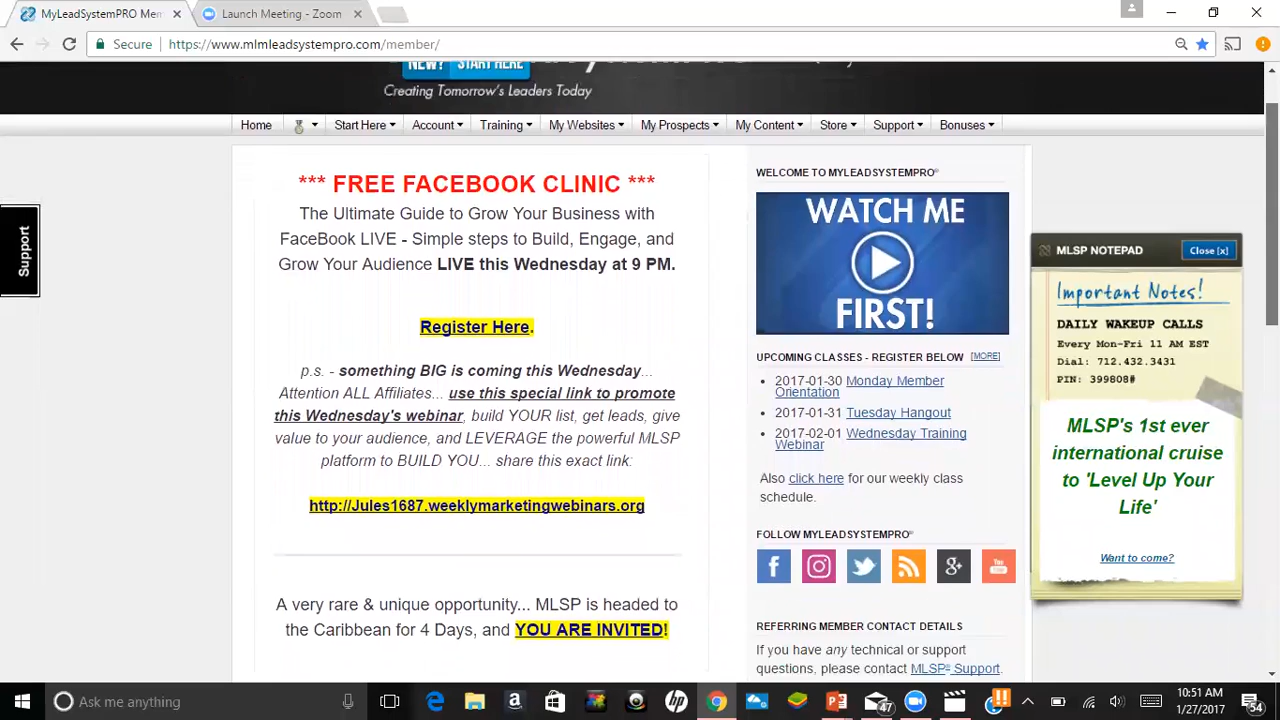 MyLeadSystemPRO Mem
Launch Meeting - Zoom
Secure
https://www.mlmleadsystempro.com/member/
NEW? START HERE
Creating Tomorrow's Leaders Today
Home
Start Here
Account
Training
My Websites
My Prospects
My Content
Store
Support
Bonuses
Support
*** FREE FACEBOOK CLINIC ***
The Ultimate Guide to Grow Your Business with
FaceBook LIVE - Simple steps to Build, Engage, and
Grow Your Audience LIVE this Wednesday at 9 PM.
Register Here.
p.s. - something BIG is coming this Wednesday...
Attention ALL Affiliates... use this special link to promote
this Wednesday's webinar, build YOUR list, get leads, give
value to your audience, and LEVERAGE the powerful MLSP
platform to BUILD YOU... share this exact link:
http://Jules1687.weeklymarketingwebinars.org
A very rare & unique opportunity... MLSP is headed to
the Caribbean for 4 Days, and YOU ARE INVITED!
WELCOME TO MYLEADSYSTEMPRO®
WATCH ME
FIRST!
UPCOMING CLASSES - REGISTER BELOW [MORE]
• 2017-01-30 Monday Member
Orientation
• 2017-01-31 Tuesday Hangout
• 2017-02-01 Wednesday Training
Webinar
Also click here for our weekly class
schedule.
FOLLOW MYLEADSYSTEMPRO®
f
g+
You
REFERRING MEMBER CONTACT DETAILS
If you have any technical or support
questions, please contact MLSP® Support.
MLSP NOTEPAD
Close [x]
Important Notes!
DAILY WAKEUP CALLS
Every Mon-Fri 11 AM EST
Dial: 712.432.3431
PIN: 399808#
MLSP's 1st ever
international cruise
to 'Level Up Your
Life'
Want to come?
Ask me anything
hp
47
10:51 AM
1/27/2017
54